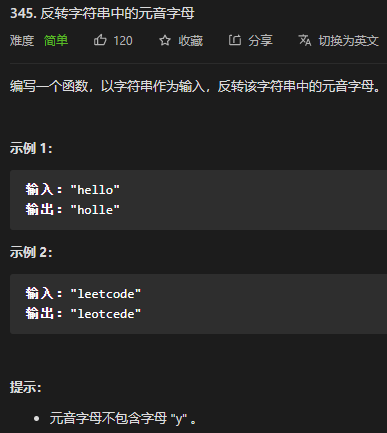 345. 反转字符串中的元音字母
难度 简单 120 收藏 分享 切换为英文
编写一个函数，以字符串作为输入，反转该字符串中的元音字母。
示例 1：
输入："hello"
输出："holle"
示例 2：
输入："leetcode"
输出："leotcede"
提示：
• 元音字母不包含字母 "y" 。